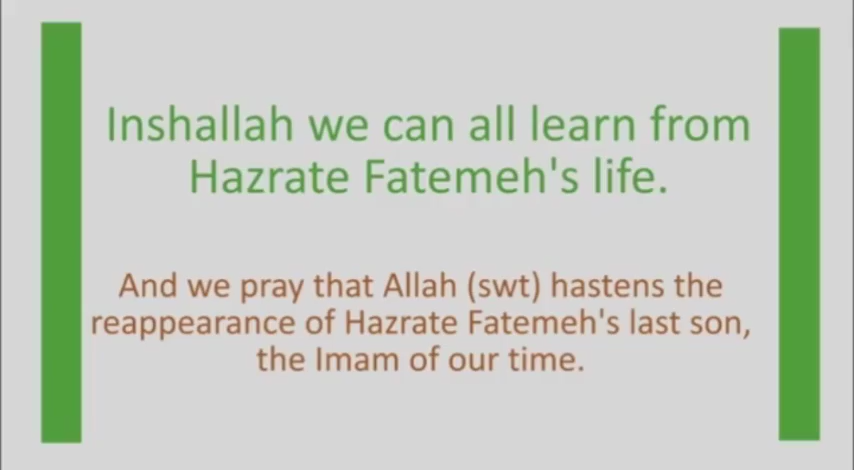 Inshallah we can all learn from
Hazrate Fatemeh's life.
And we pray that Allah (swt) hastens the
reappearance of Hazrate Fatemeh's last son,
the Imam of our time.